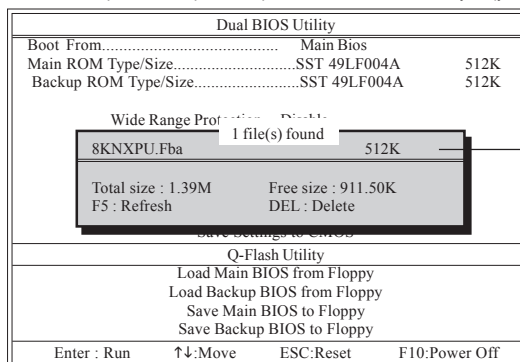 Dual BIOS Utility
Boot From............................................ Main Bios
Main ROM Type/Size.........................SST 49LF004A 512K
Backup ROM Type/Size.........................SST 49LF004A 512K
Wide Range Protection Disable
1 file(s) found
8KNXPU.Fba 512K
Total size : 1.39M Free size : 911.50K
F5 : Refresh DEL : Delete
Save Settings to CMOS
Q-Flash Utility
Load Main BIOS from Floppy
Load Backup BIOS from Floppy
Save Main BIOS to Floppy
Save Backup BIOS to Floppy
Enter : Run ↑↓:Move ESC:Reset F10:Power Off